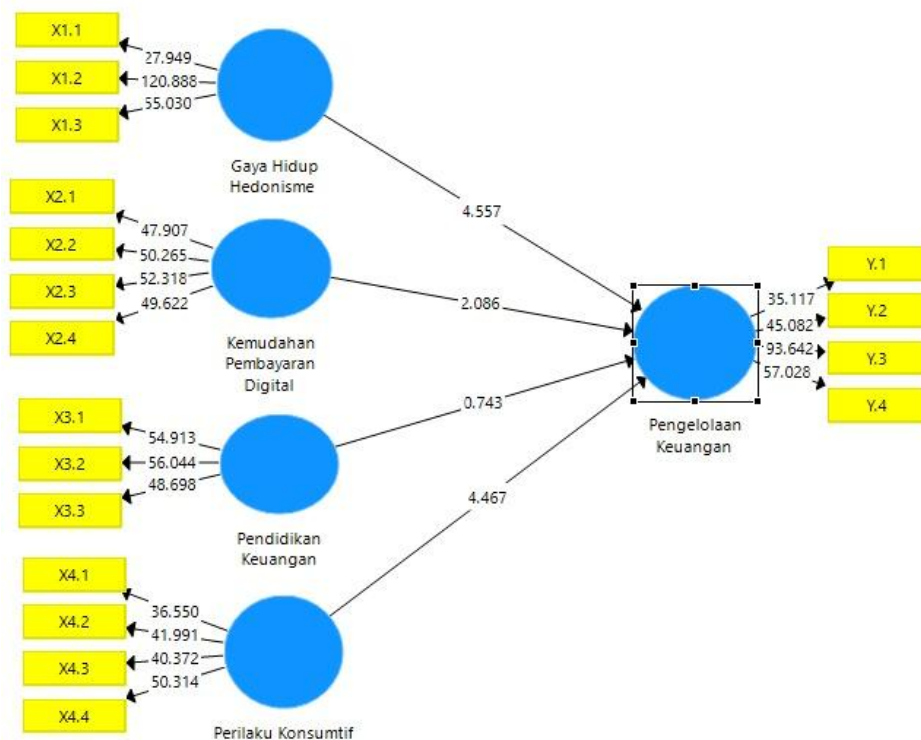 X1.1
X1.2
X1.3
27.949
120.888
55.030
Gaya Hidup
Hedonisme
4.557
X2.1
X2.2
X2.3
X2.4
47.907
50.265
52.318
49.622
Kemudahan
Pembayaran
Digital
2.086
X3.1
X3.2
X3.3
54.913
56.044
48.698
Pendidikan
Keuangan
0.743
X4.1
X4.2
X4.3
X4.4
36.550
41.991
40.372
50.314
Perilaku Konsumtif
4.467
Pengelolaan
Keuangan
35.117
45.082
93.642
57.028
Y.1
Y.2
Y.3
Y.4